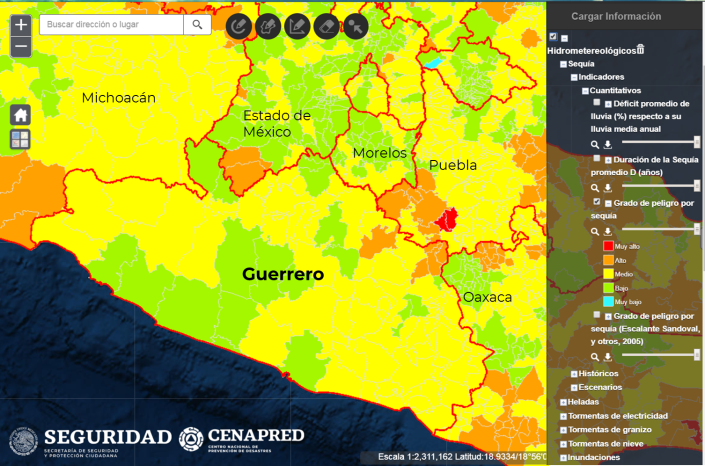 +
Buscar dirección o lugar
−
Michoacán
Estado de
México
Morelos
Puebla
Guerrero
Oaxaca
SEGURIDAD
SECRETARÍA DE SEGURIDAD
Y PROTECCIÓN CIUDADANA
CENAPRED
CENTRO NACIONAL DE
PREVENCIÓN DE DESASTRES
Escala 1:2,311,162 Latitud:18.9334/18°56'0
Cargar Información
Hidrometereológicos
Sequía
Indicadores
Cuantitativos
Déficit promedio de
lluvia (%) respecto a su
lluvia media anual
Duración de la Sequía
promedio D (años)
Grado de peligro por
sequía
Muy alto
Alto
Medio
Bajo
Muy bajo
Grado de peligro por
sequía (Escalante Sandoval,
y otros, 2005)
Históricos
Escenarios
Heladas
Tormentas de electricidad
Tormentas de granizo
Tormentas de nieve
Inundaciones